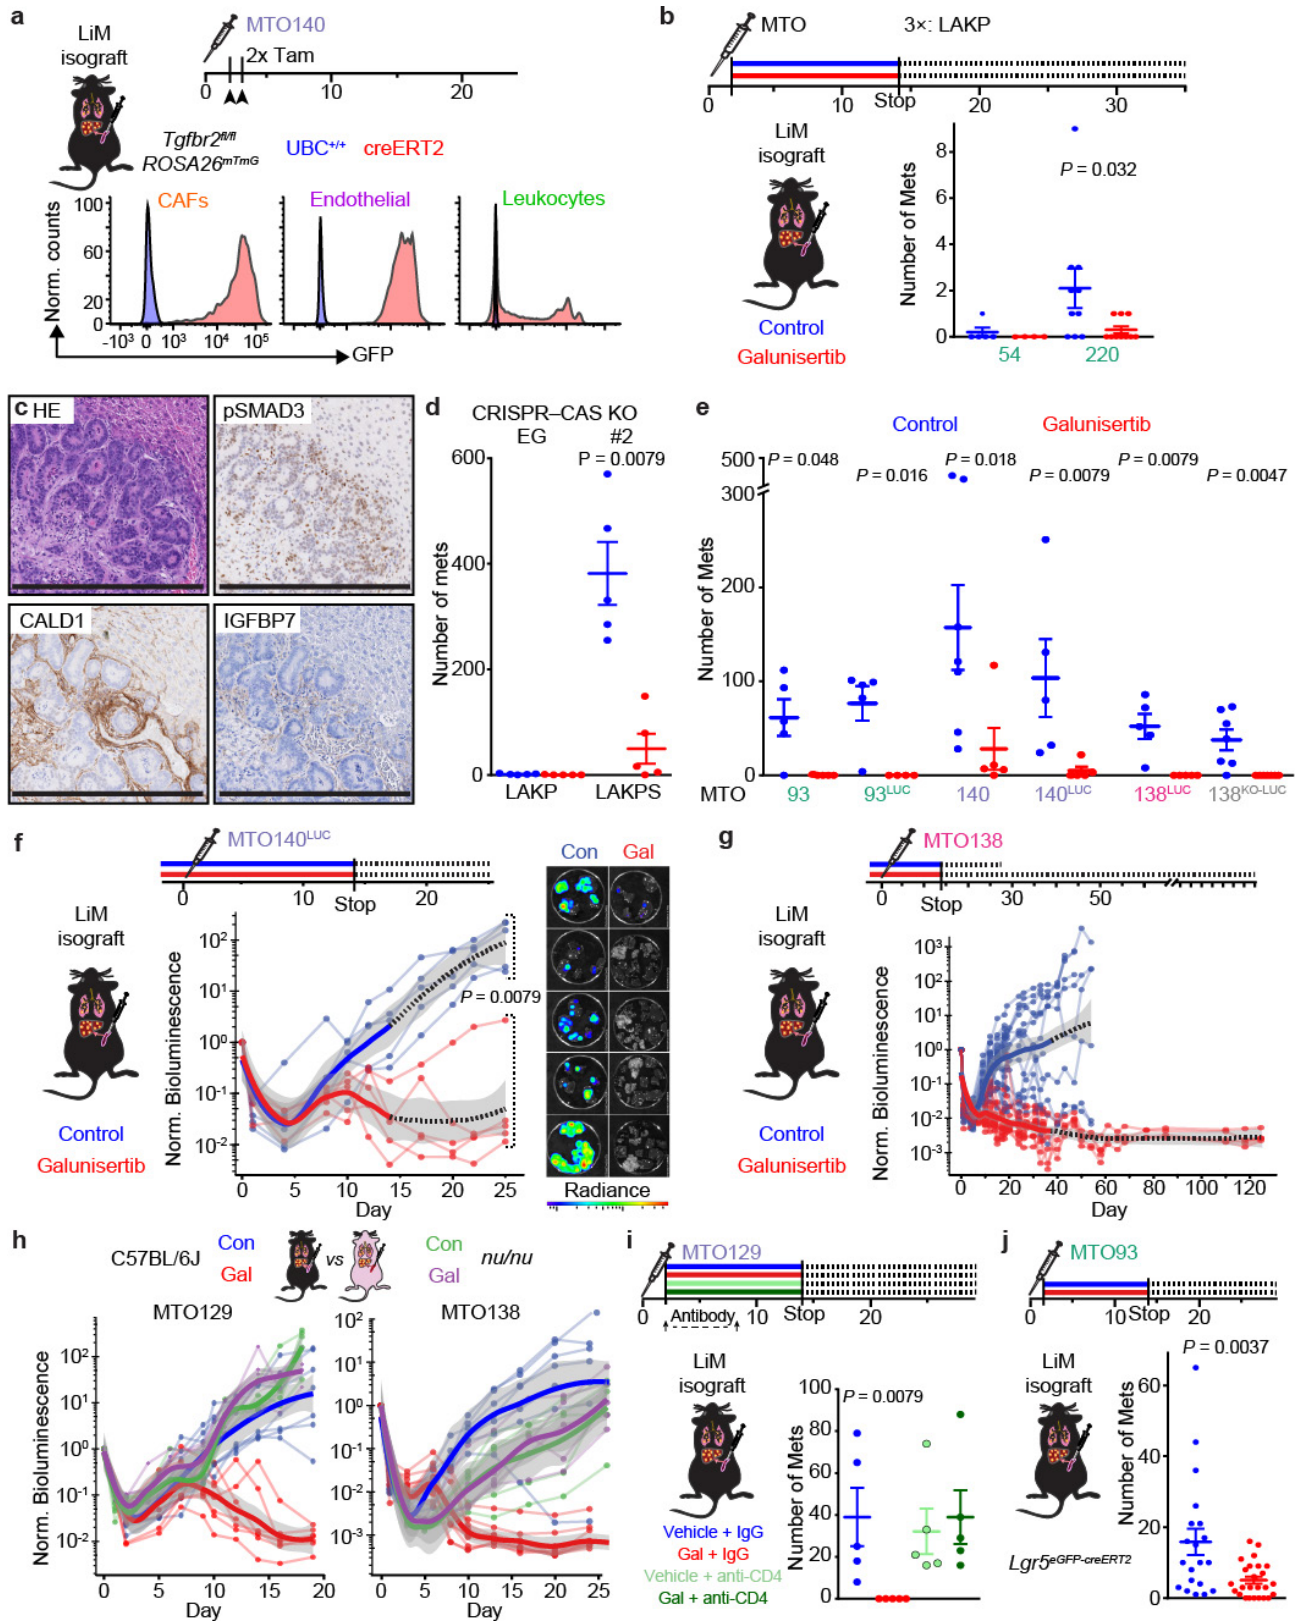 a
LiM
isograft
MTO140
2x Tam
0 10 20
Tgfbr2fl/fl
ROSA26mTmG
UBC+/+ creERT2
CAFs Endothelial Leukocytes
Norm. counts
100
60
20
0
-10³ 0 10³ 10⁴ 10⁵
GFP
b
MTO 3×: LAKP
0 10 20 30
Stop
LiM
isograft
Control
Galunisertib
Number of Mets
8
6
4
2
0
P = 0.032
54 220
c HE
pSMAD3
CALD1
IGFBP7
d
CRISPR–CAS KO
EG #2
P = 0.0079
Number of mets
600
400
200
0
LAKP LAKPS
e
Control Galunisertib
P = 0.048 P = 0.018 P = 0.0079
P = 0.016 P = 0.0079 P = 0.0047
Number of Mets
500
300
200
100
0
MTO 93 93LUC 140 140LUC 138LUC 138KO-LUC
f
MTO140LUC
0 10 20
Stop
LiM
isograft
Control
Galunisertib
Norm. Bioluminescence
10²
10¹
10⁰
10⁻¹
10⁻²
P = 0.0079
0 5 10 15 20 25
Day
Con Gal
Radiance
g
MTO138
0 30 50
Stop
LiM
isograft
Control
Galunisertib
Norm. Bioluminescence
10³
10²
10¹
10⁰
10⁻¹
10⁻²
10⁻³
0 10 20 30 40 50 60 70 80 100 120
Day
h
C57BL/6J
Con
Gal
vs
Con
Gal
nu/nu
MTO129 MTO138
Norm. Bioluminescence
10²
10⁰
10⁻¹
10⁻²
0 5 10 15 20
Day
10²
10¹
10⁰
10⁻¹
10⁻²
10⁻³
0 5 10 15 20 25
Day
i
MTO129
0 10 20
Antibody Stop
LiM
isograft
Vehicle + IgG
Gal + IgG
Vehicle + anti-CD4
Gal + anti-CD4
Number of Mets
100
80
60
40
20
0
P = 0.0079
j
MTO93
0 10 20
Stop
LiM
isograft
Lgr5eGFP-creERT2
Number of Mets
60
40
20
0
P = 0.0037